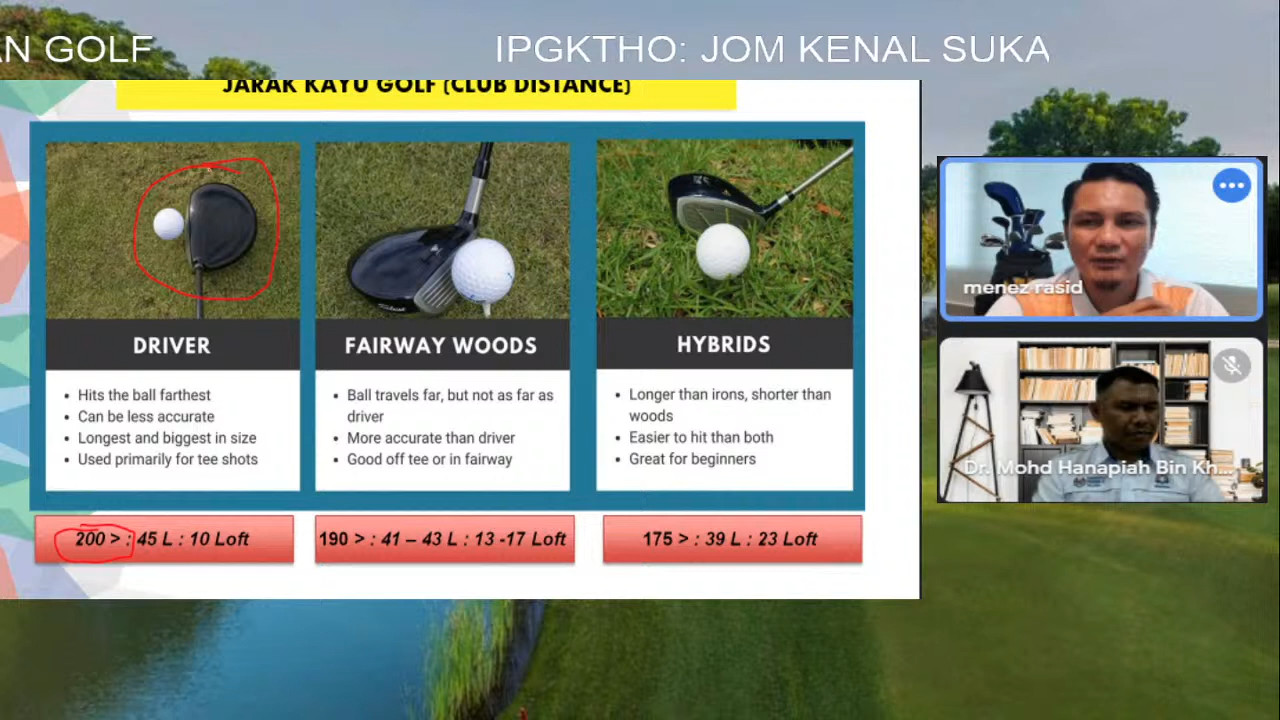 AN GOLF IPGKTHO: JOM KENAL SUKA
JARAK KAYU GOLF (CLUB DISTANCE)
DRIVER
• Hits the ball farthest
• Can be less accurate
• Longest and biggest in size
• Used primarily for tee shots
200 > : 45 L : 10 Loft
FAIRWAY WOODS
• Ball travels far, but not as far as
driver
• More accurate than driver
• Good off tee or in fairway
190 > : 41 – 43 L : 13 -17 Loft
HYBRIDS
• Longer than irons, shorter than
woods
• Easier to hit than both
• Great for beginners
175 > : 39 L : 23 Loft
menez rasid
Dr. Mohd Hanapiah Bin Kh...